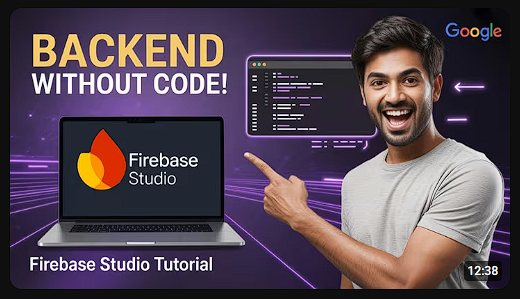 BACKEND
WITHOUT CODE!
Google
Firebase
Studio
Firebase Studio Tutorial
12:38